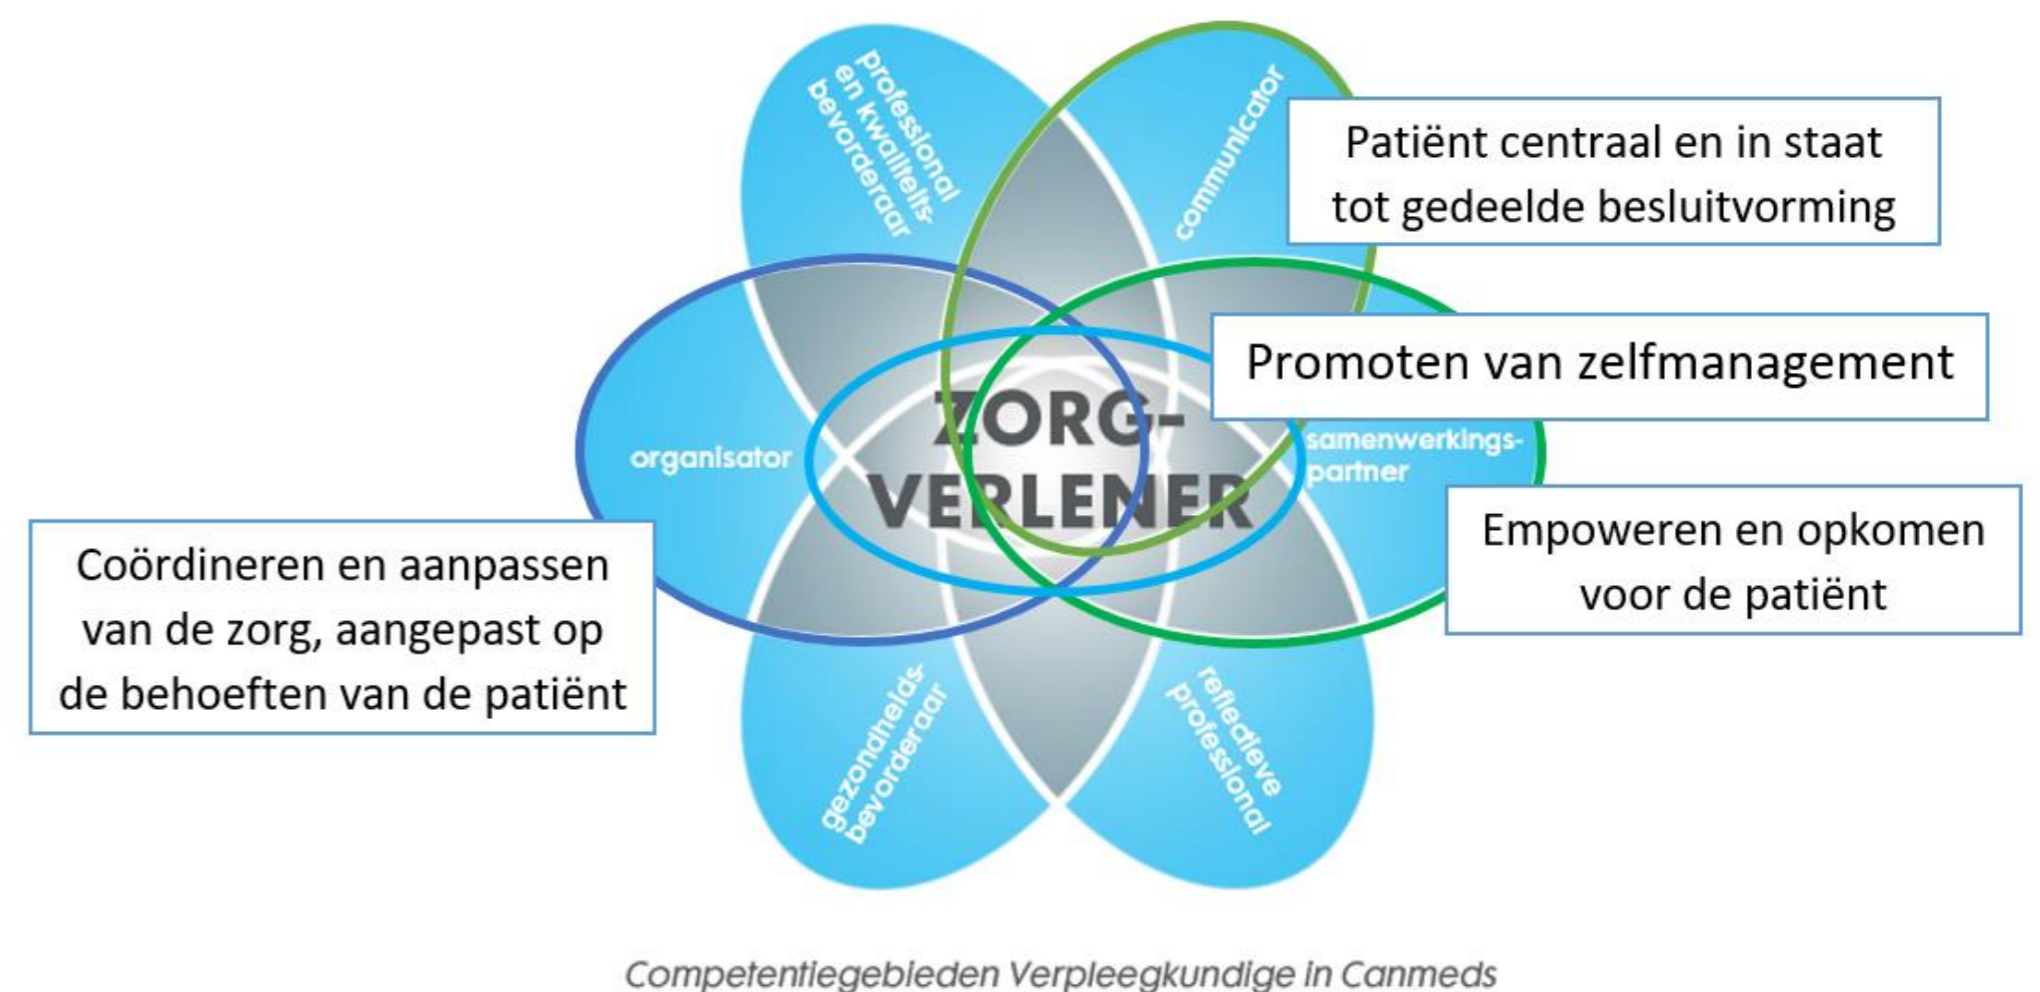 professional
en kwaliteits-
bevorderaar
communicator
Patiënt centraal en in staat
tot gedeelde besluitvorming
Promoten van zelfmanagement
organisator
ZORG-
VERLENER
samenwerkings-
partner
Empoweren en opkomen
voor de patiënt
Coördineren en aanpassen
van de zorg, aangepast op
de behoeften van de patiënt
gezondheids-
bevorderaar
reflectieve
professional
Competentiegebieden Verpleegkundige in Canmeds